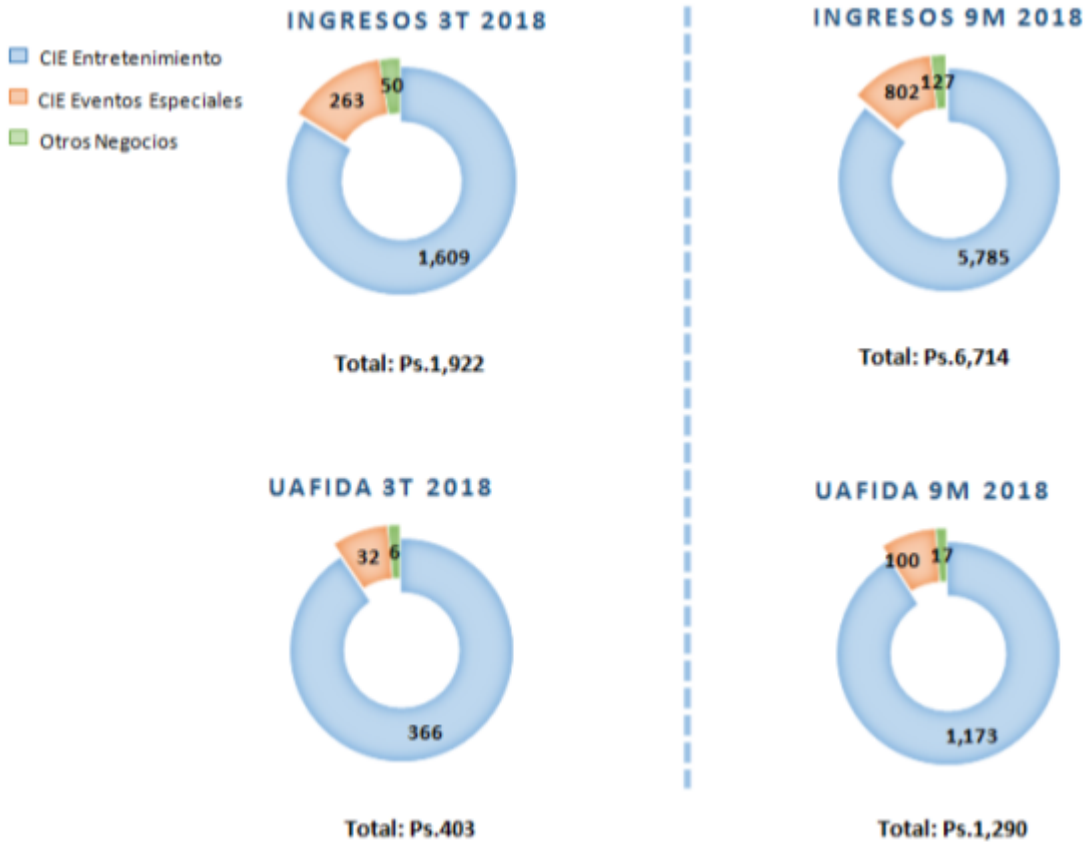 INGRESOS 3T 2018
CIE Entretenimiento
CIE Eventos Especiales
Otros Negocios
50
263
1,609
Total: Ps.1,922
INGRESOS 9M 2018
127
802
5,785
Total: Ps.6,714
UAFIDA 3T 2018
32
6
366
Total: Ps.403
UAFIDA 9M 2018
100
17
1,173
Total: Ps.1,290